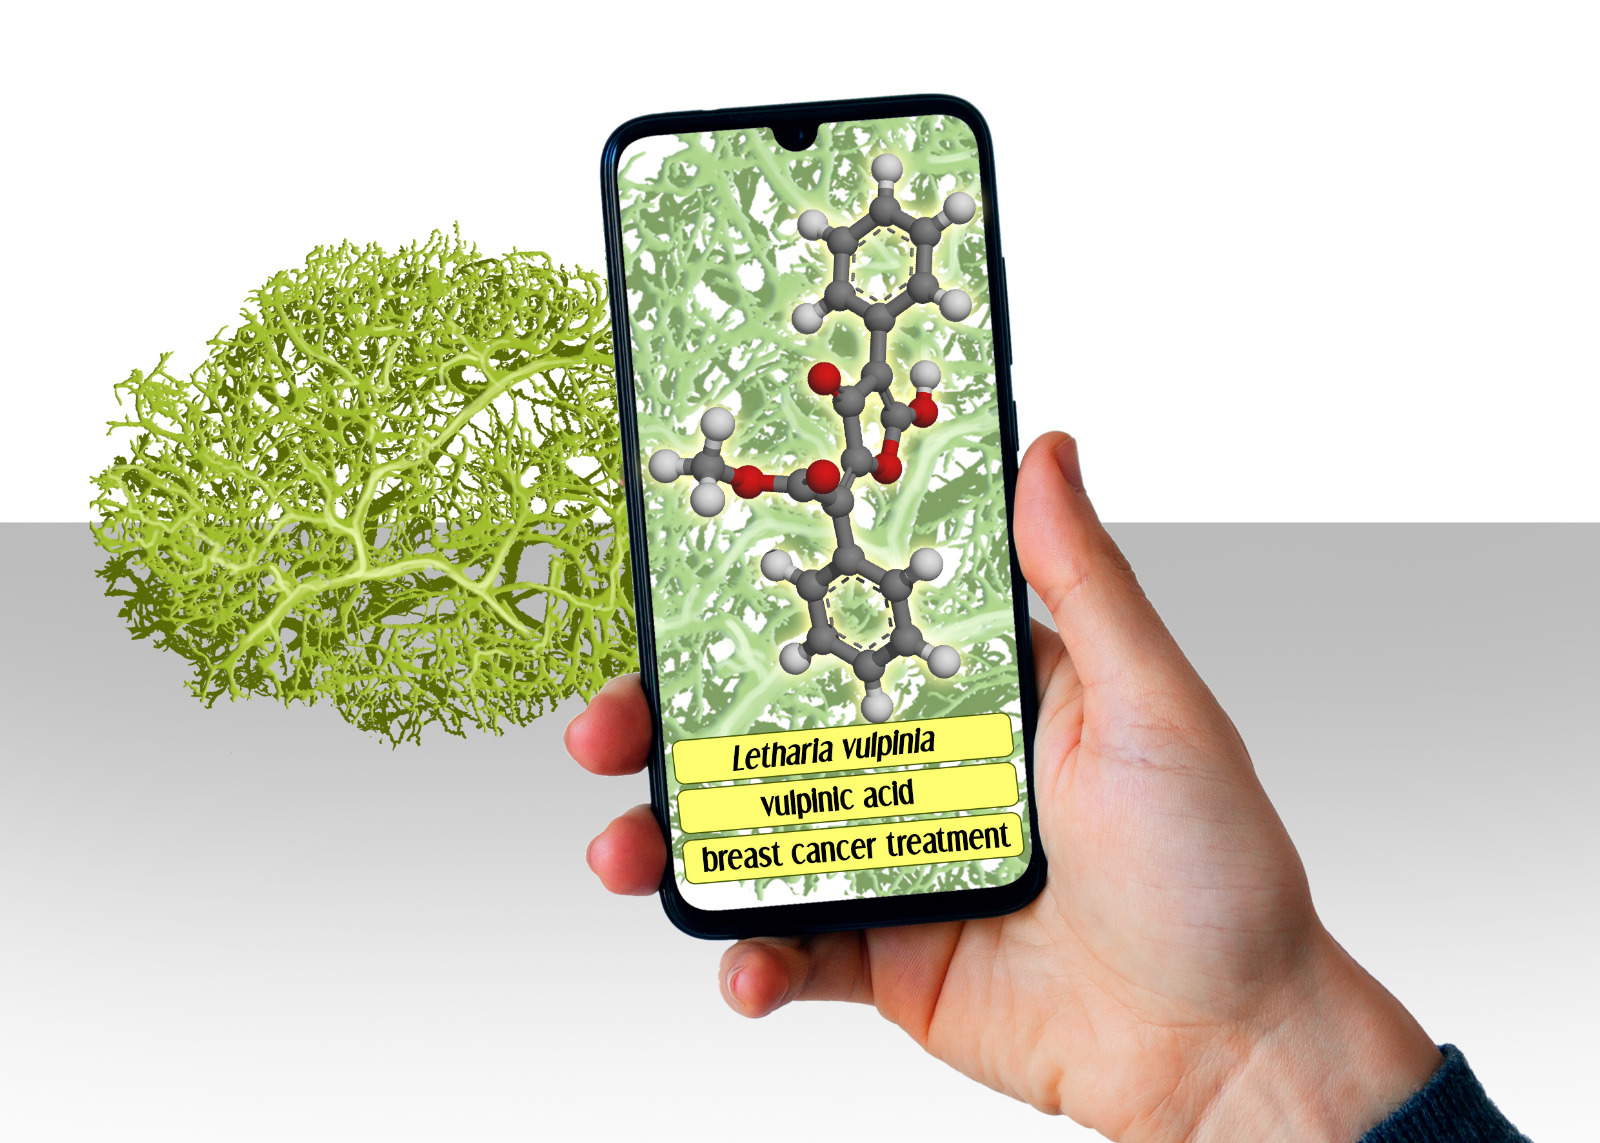 Letharia vulpinia
vulpinic acid
breast cancer treatment